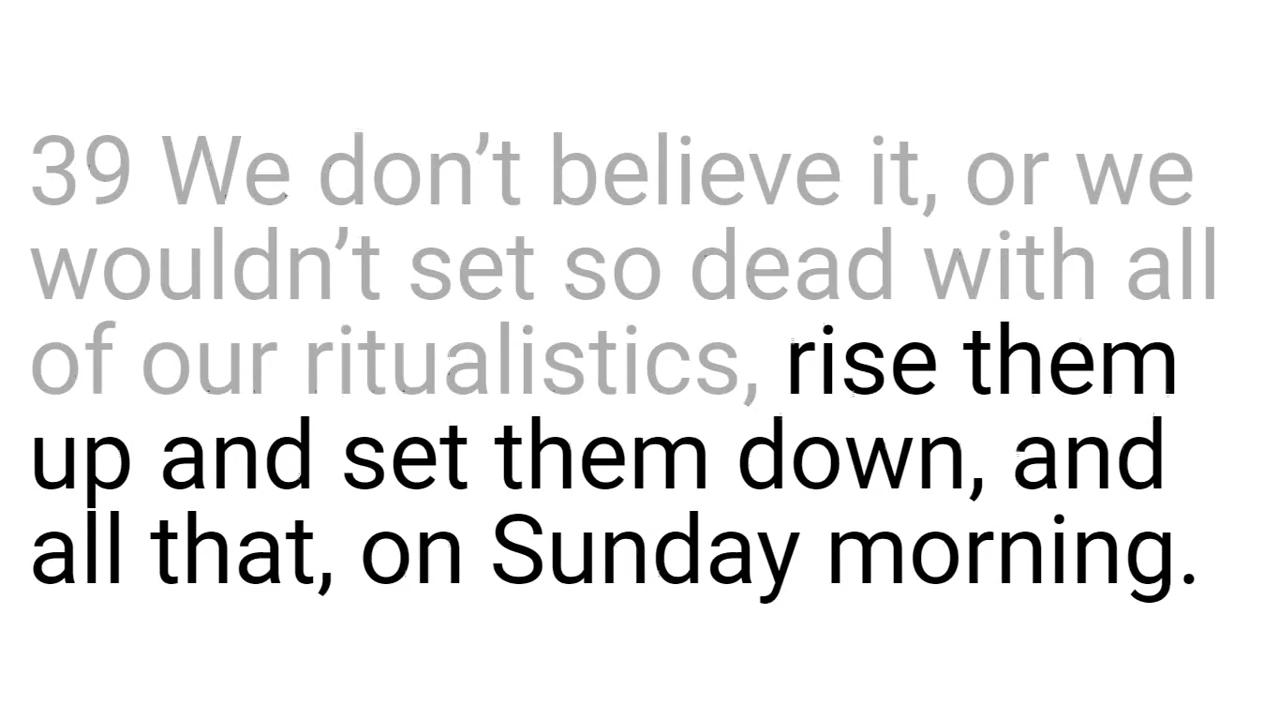 39 We don’t believe it, or we
wouldn’t set so dead with all
of our ritualistics, rise them
up and set them down, and
all that, on Sunday morning.